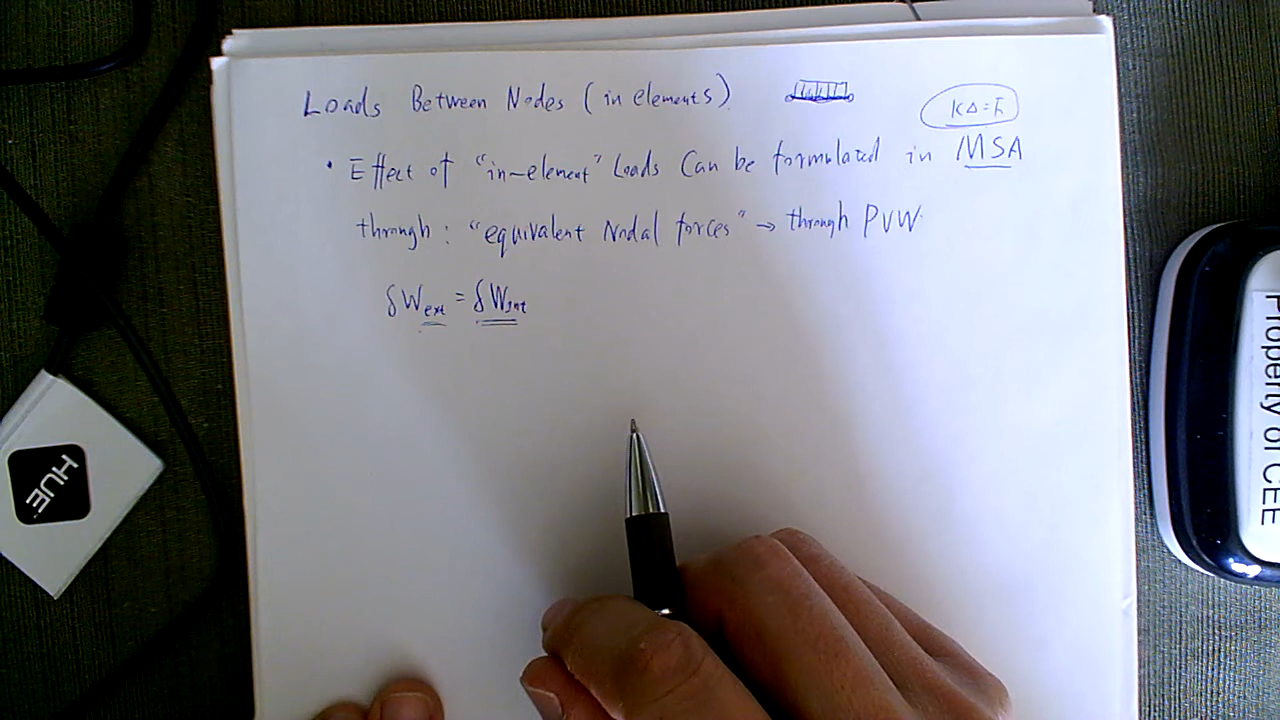 Loads Between Nodes (in elements)
KΔ=F
• Effect of "in-element" Loads Can be formulated in MSA
through: "equivalent Nodal forces" → through PVW
δWext = δWInt
HUE
Property of CEE